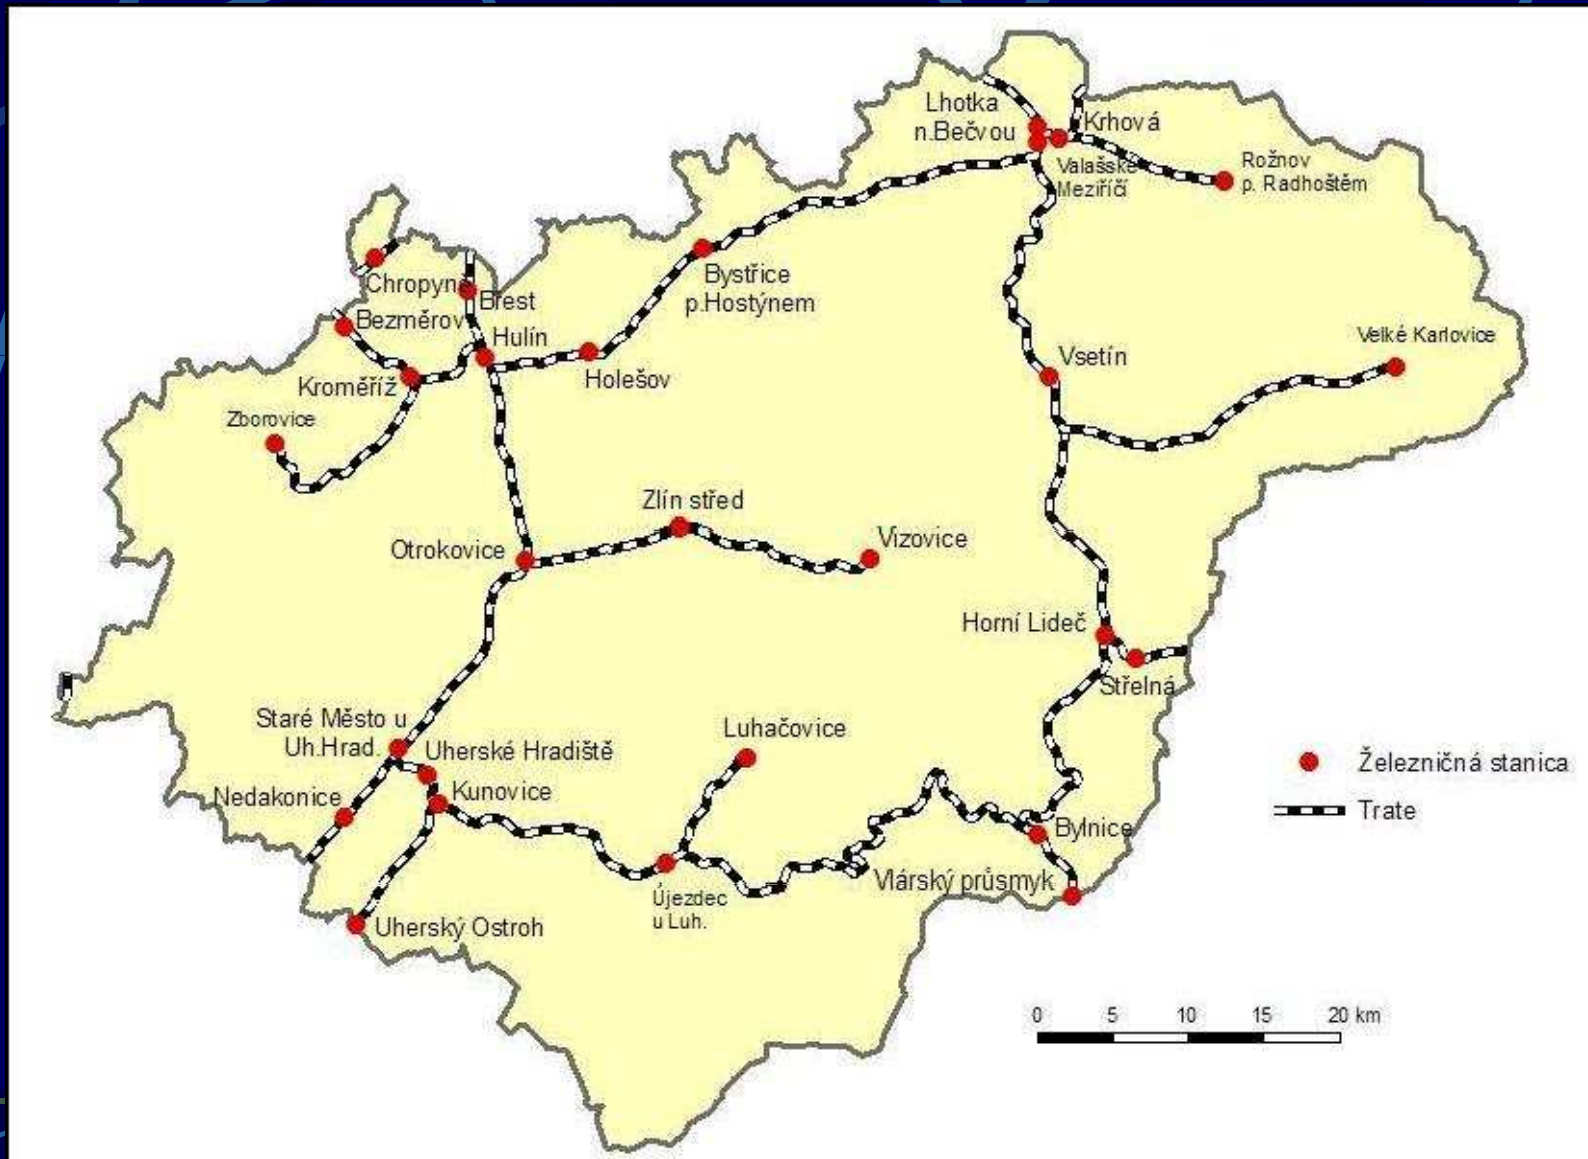 Lhotka
n.Bečvou
Krhová
Valašské
Meziříčí
Rožnov
p. Radhoštěm
Chropyně
Břest
Bezměrov
Hulín
Bystřice
p.Hostýnem
Holešov
Kroměříž
Zborovice
Vsetín
Velké Karlovice
Zlín střed
Otrokovice
Vizovice
Horní Lideč
Střelná
Staré Město u
Uh.Hrad.
Uherské Hradiště
Luhačovice
Nedakonice
Kunovice
Bylnice
Vlárský průsmyk
Újezdec
u Luh.
Uherský Ostroh
Železničná stanica
Trate
0 5 10 15 20 km